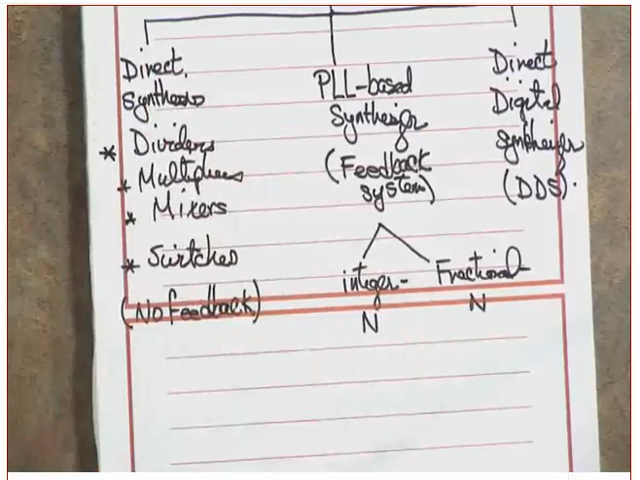 Direct
Synthesis
* Dividers
* Multipliers
* Mixers
* Switches
(No feedback)
PLL-based
Synthesizer
(Feedback
system)
integer-
N
Fractional
N
Direct
Digital
Synthesizer
(DDS).